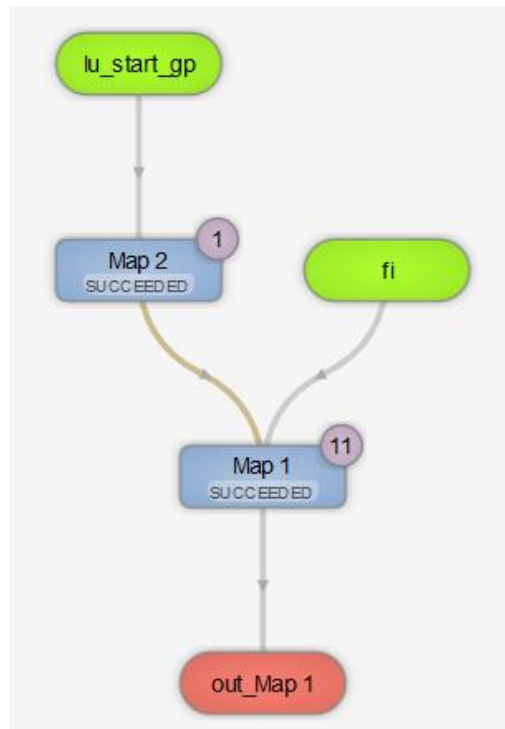 lu_start_gp
1
Map 2
SUCCEEDED
fi
11
Map 1
SUCCEEDED
out_Map 1